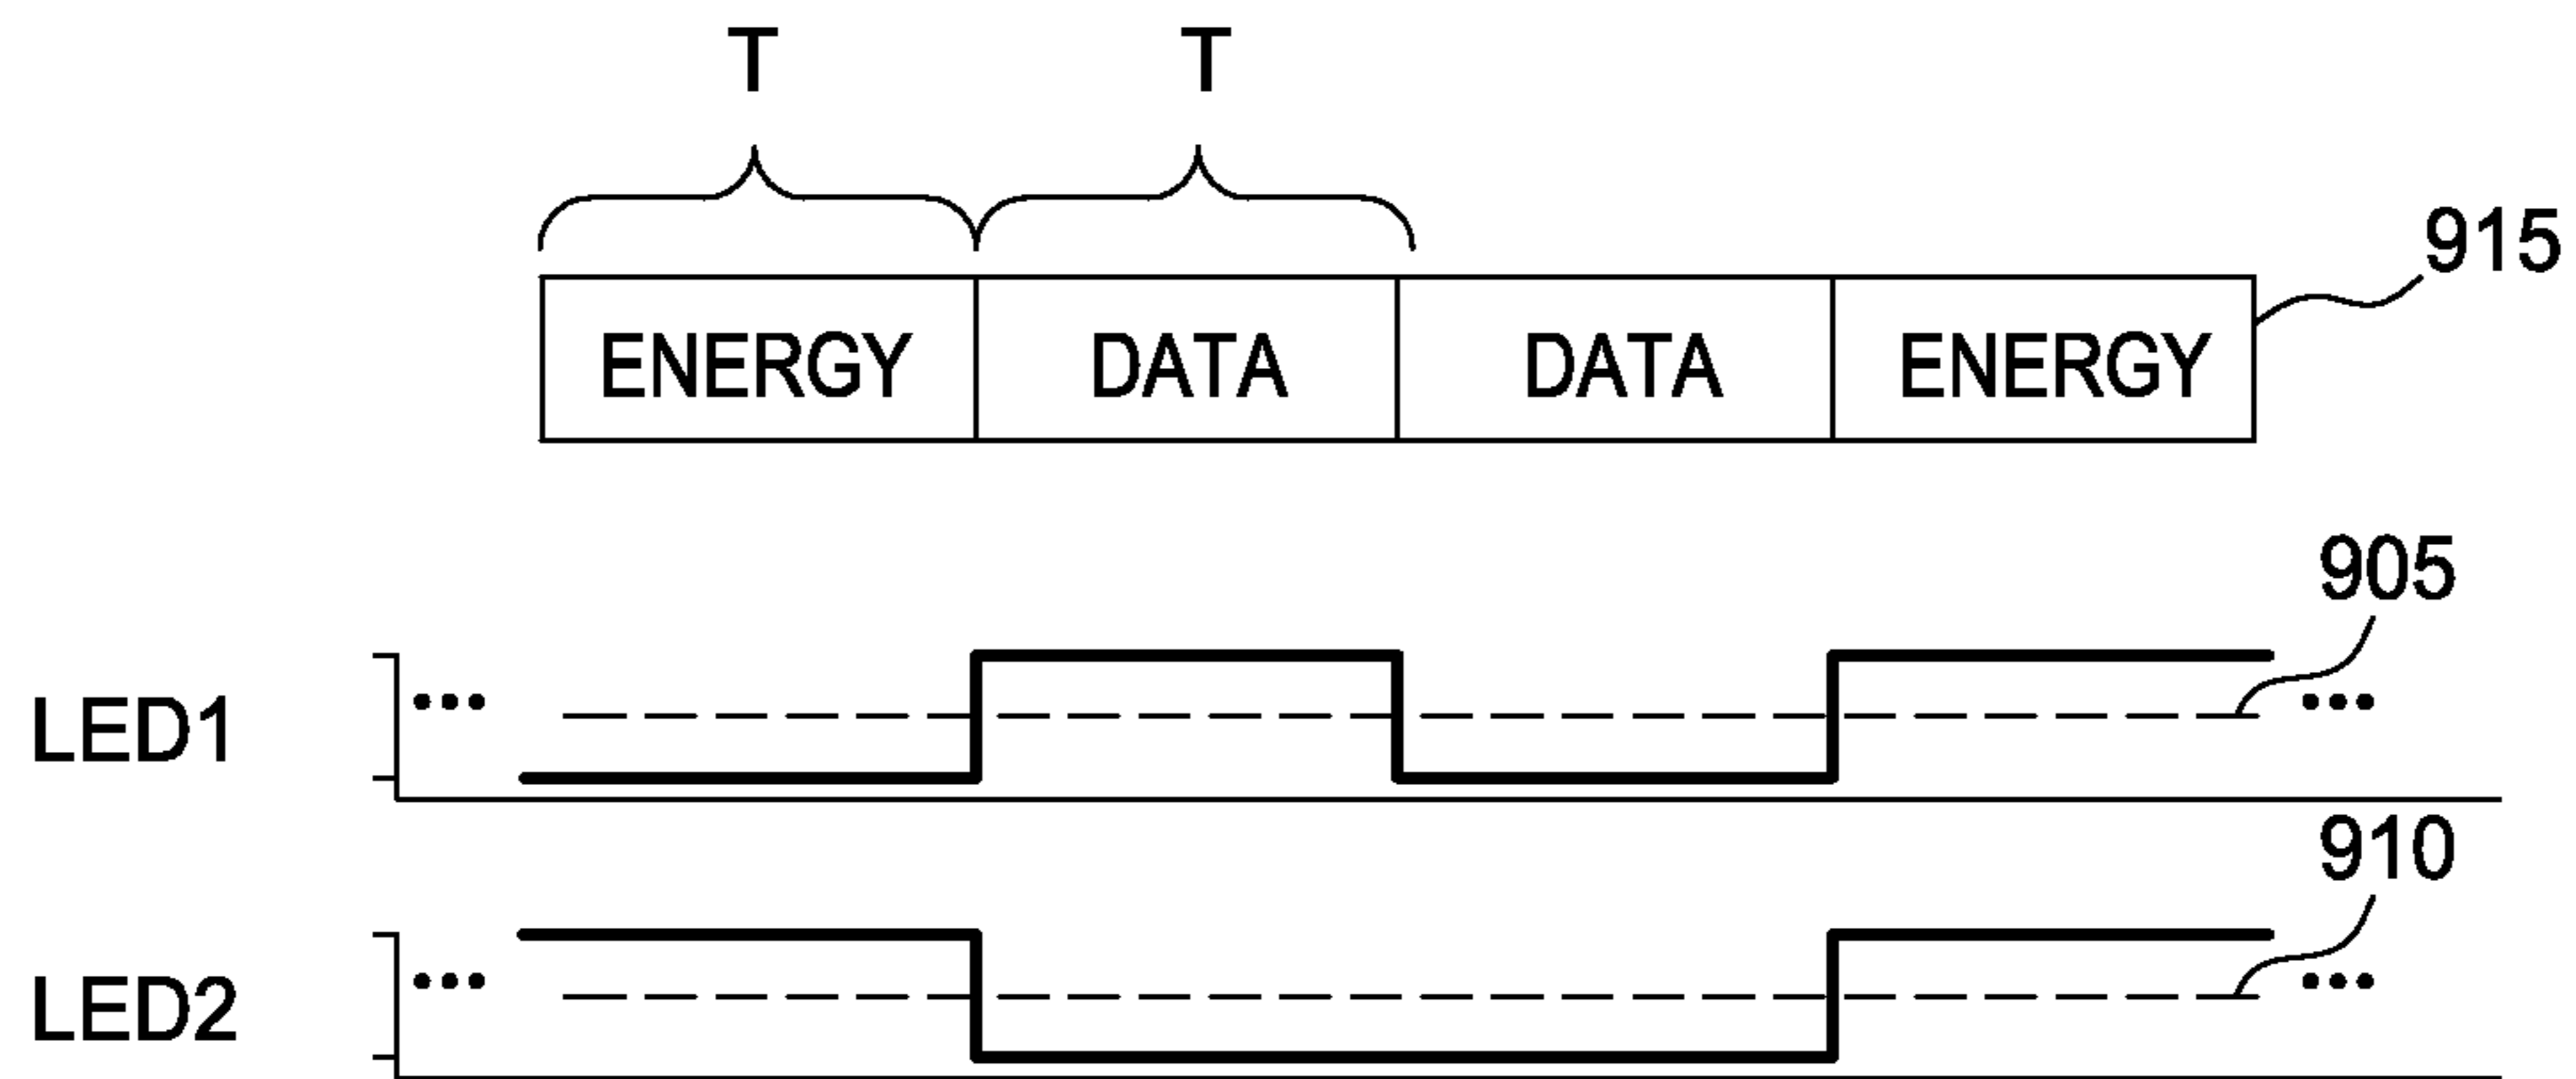 T T
915
ENERGY DATA DATA ENERGY
905
LED1 ... ...
910
LED2 ... ...